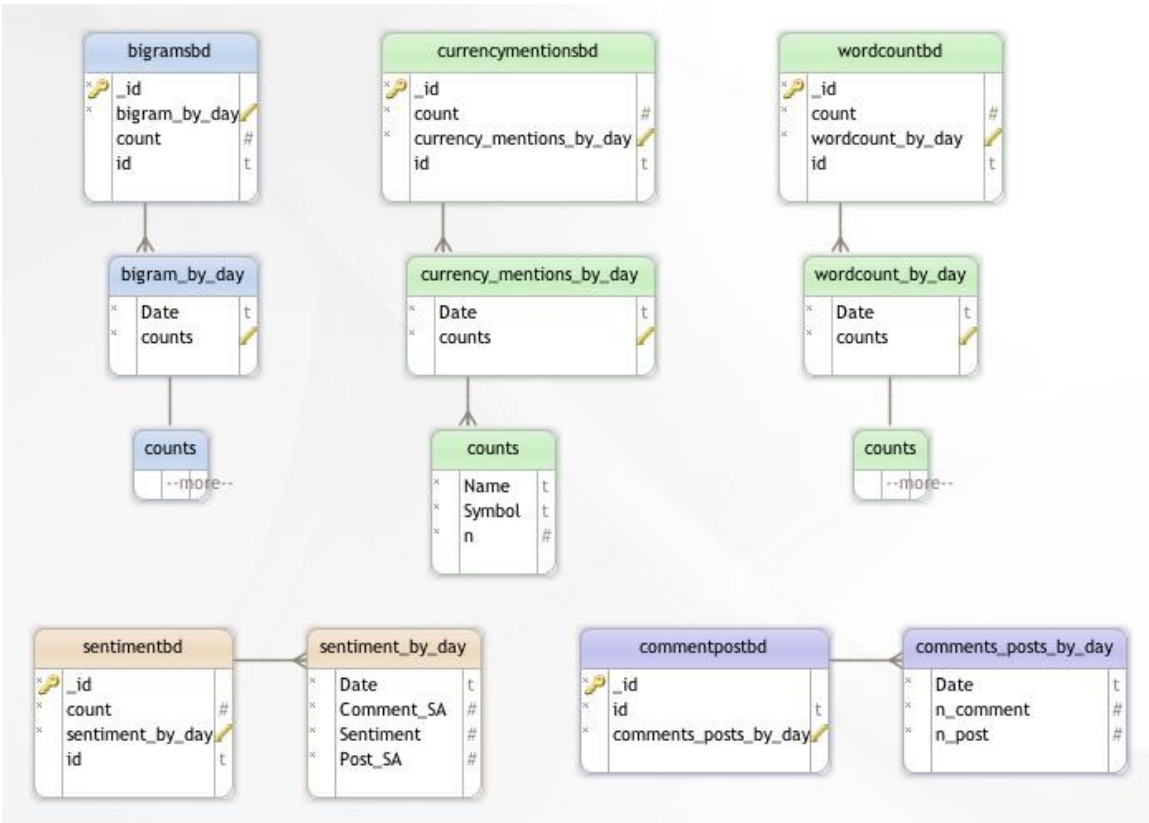 bigramsbd
_id
bigram_by_day
count #
id t
currencymentionsbd
_id
count #
currency_mentions_by_day
id t
wordcountbd
_id
count #
wordcount_by_day
id t
bigram_by_day
Date t
counts
currency_mentions_by_day
Date t
counts
wordcount_by_day
Date t
counts
counts
--more--
counts
Name t
Symbol t
n #
counts
--more--
sentimentbd
_id
count #
sentiment_by_day
id t
sentiment_by_day
Date t
Comment_SA #
Sentiment #
Post_SA #
commentpostbd
_id
id t
comments_posts_by_day
comments_posts_by_day
Date t
n_comment #
n_post #